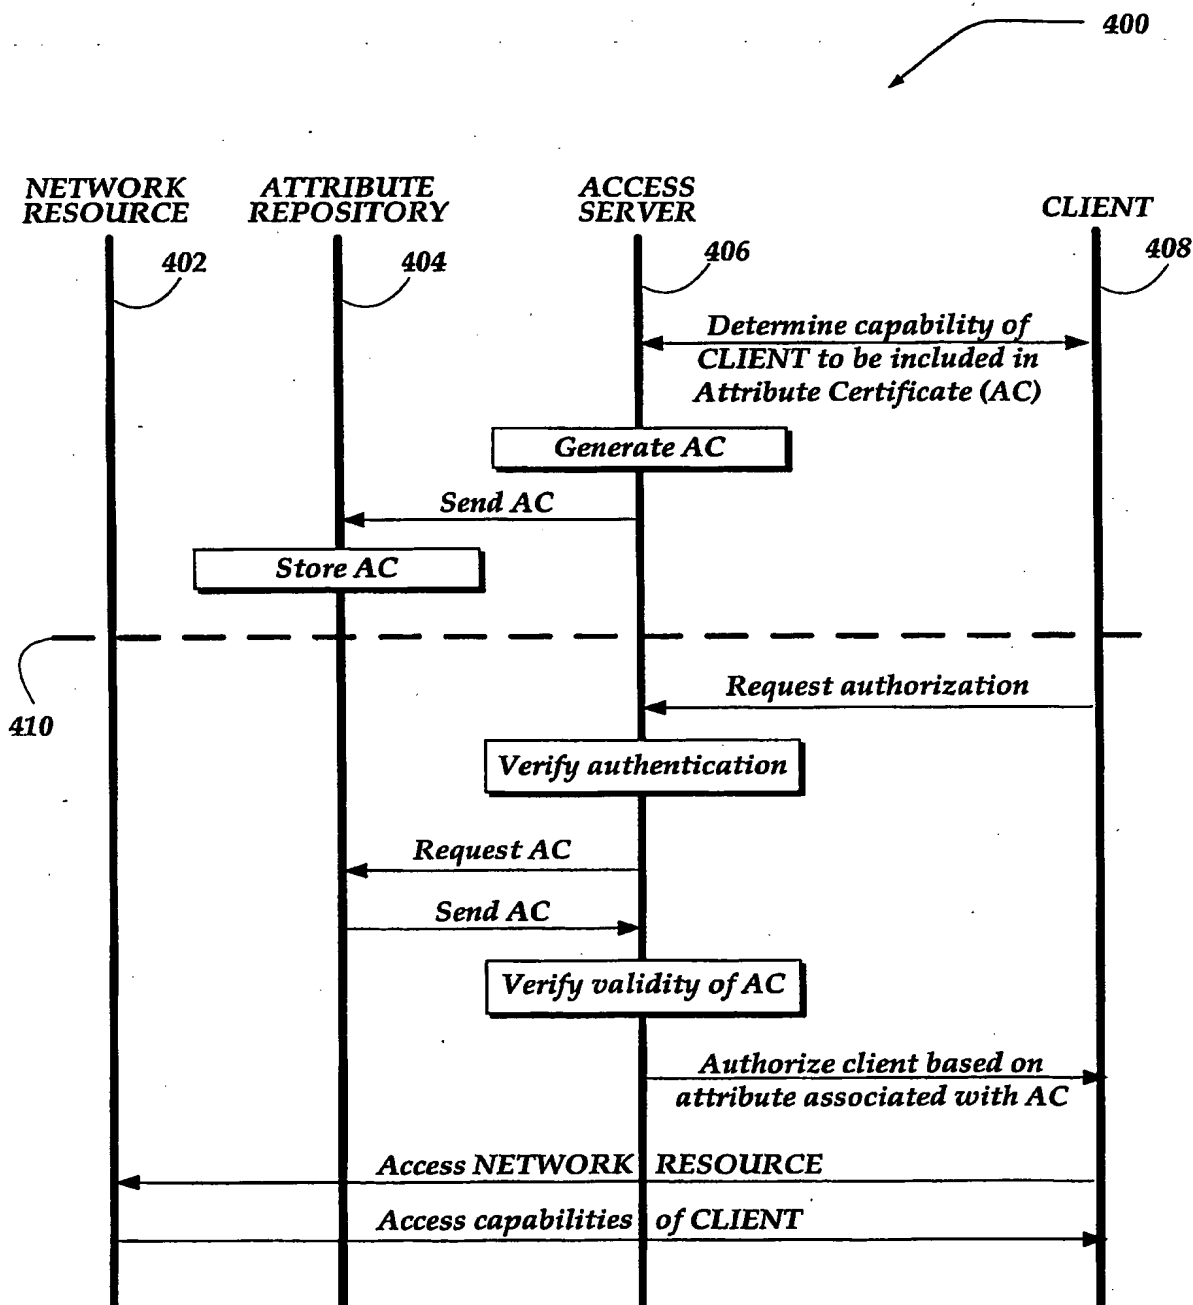 400
NETWORK
RESOURCE
ATTRIBUTE
REPOSITORY
ACCESS
SERVER
CLIENT
402
404
406
408
Determine capability of
CLIENT to be included in
Attribute Certificate (AC)
Generate AC
Send AC
Store AC
410
Request authorization
Verify authentication
Request AC
Send AC
Verify validity of AC
Authorize client based on
attribute associated with AC
Access NETWORK RESOURCE
Access capabilities of CLIENT